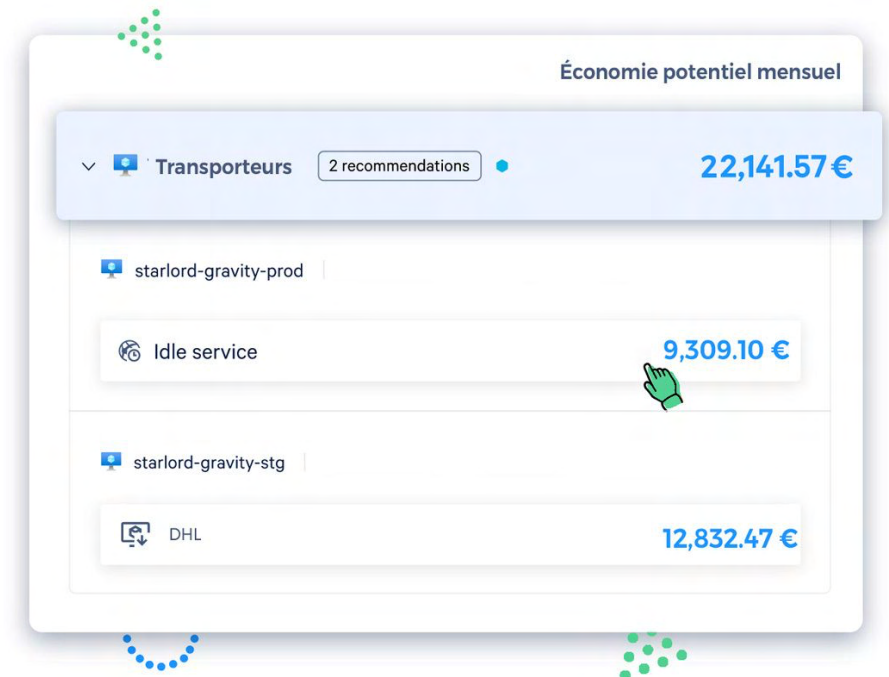 Économie potentiel mensuel
Transporteurs 2 recommendations 22,141.57 €
starlord-gravity-prod
Idle service 9,309.10 €
starlord-gravity-stg
DHL 12,832.47 €